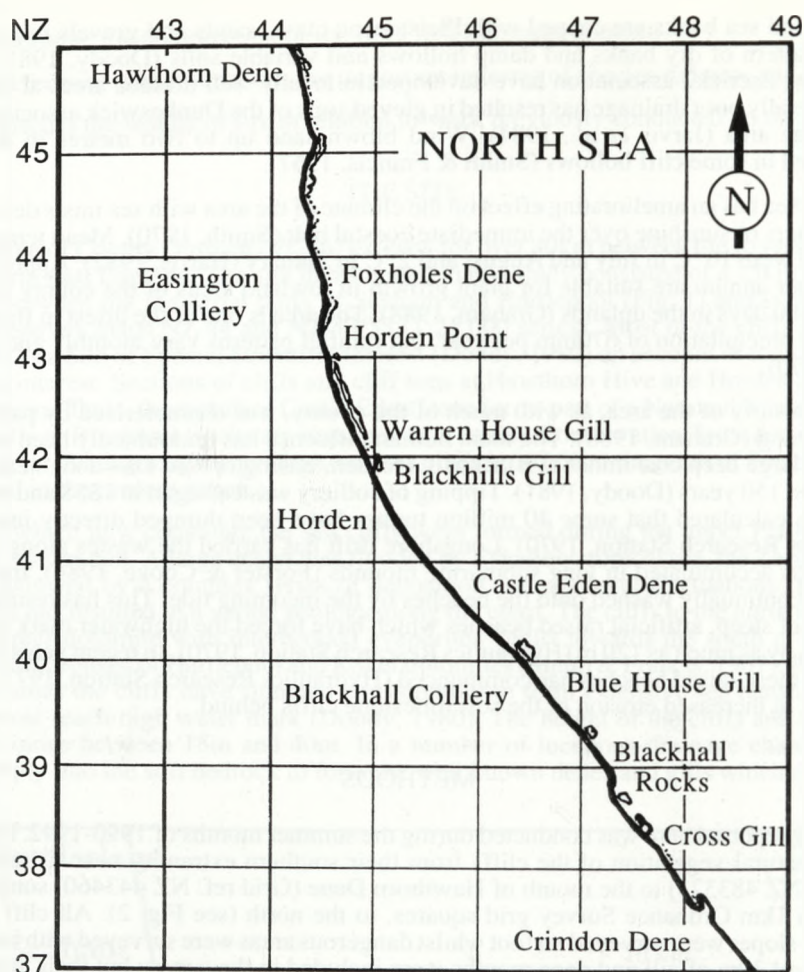 NZ 43 44 45 46 47 48 49
Hawthorn Dene
NORTH SEA
45
N
44
Easington
Colliery
Foxholes Dene
Horden Point
43
Warren House Gill
42
Blackhills Gill
Horden
41
Castle Eden Dene
40
Blue House Gill
Blackhall Colliery
Blackhall
Rocks
39
Cross Gill
38
Crimdon Dene
37